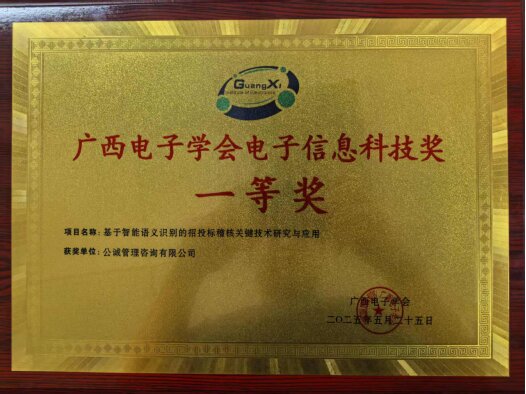 GuangXi
Institute of Electronics
广西电子学会电子信息科技奖
一等奖
项目名称：基于智能语义识别的招投标稽核关键技术研究与应用
获奖单位：公诚管理咨询有限公司
广西电子学会
二〇二五年五月二十五日